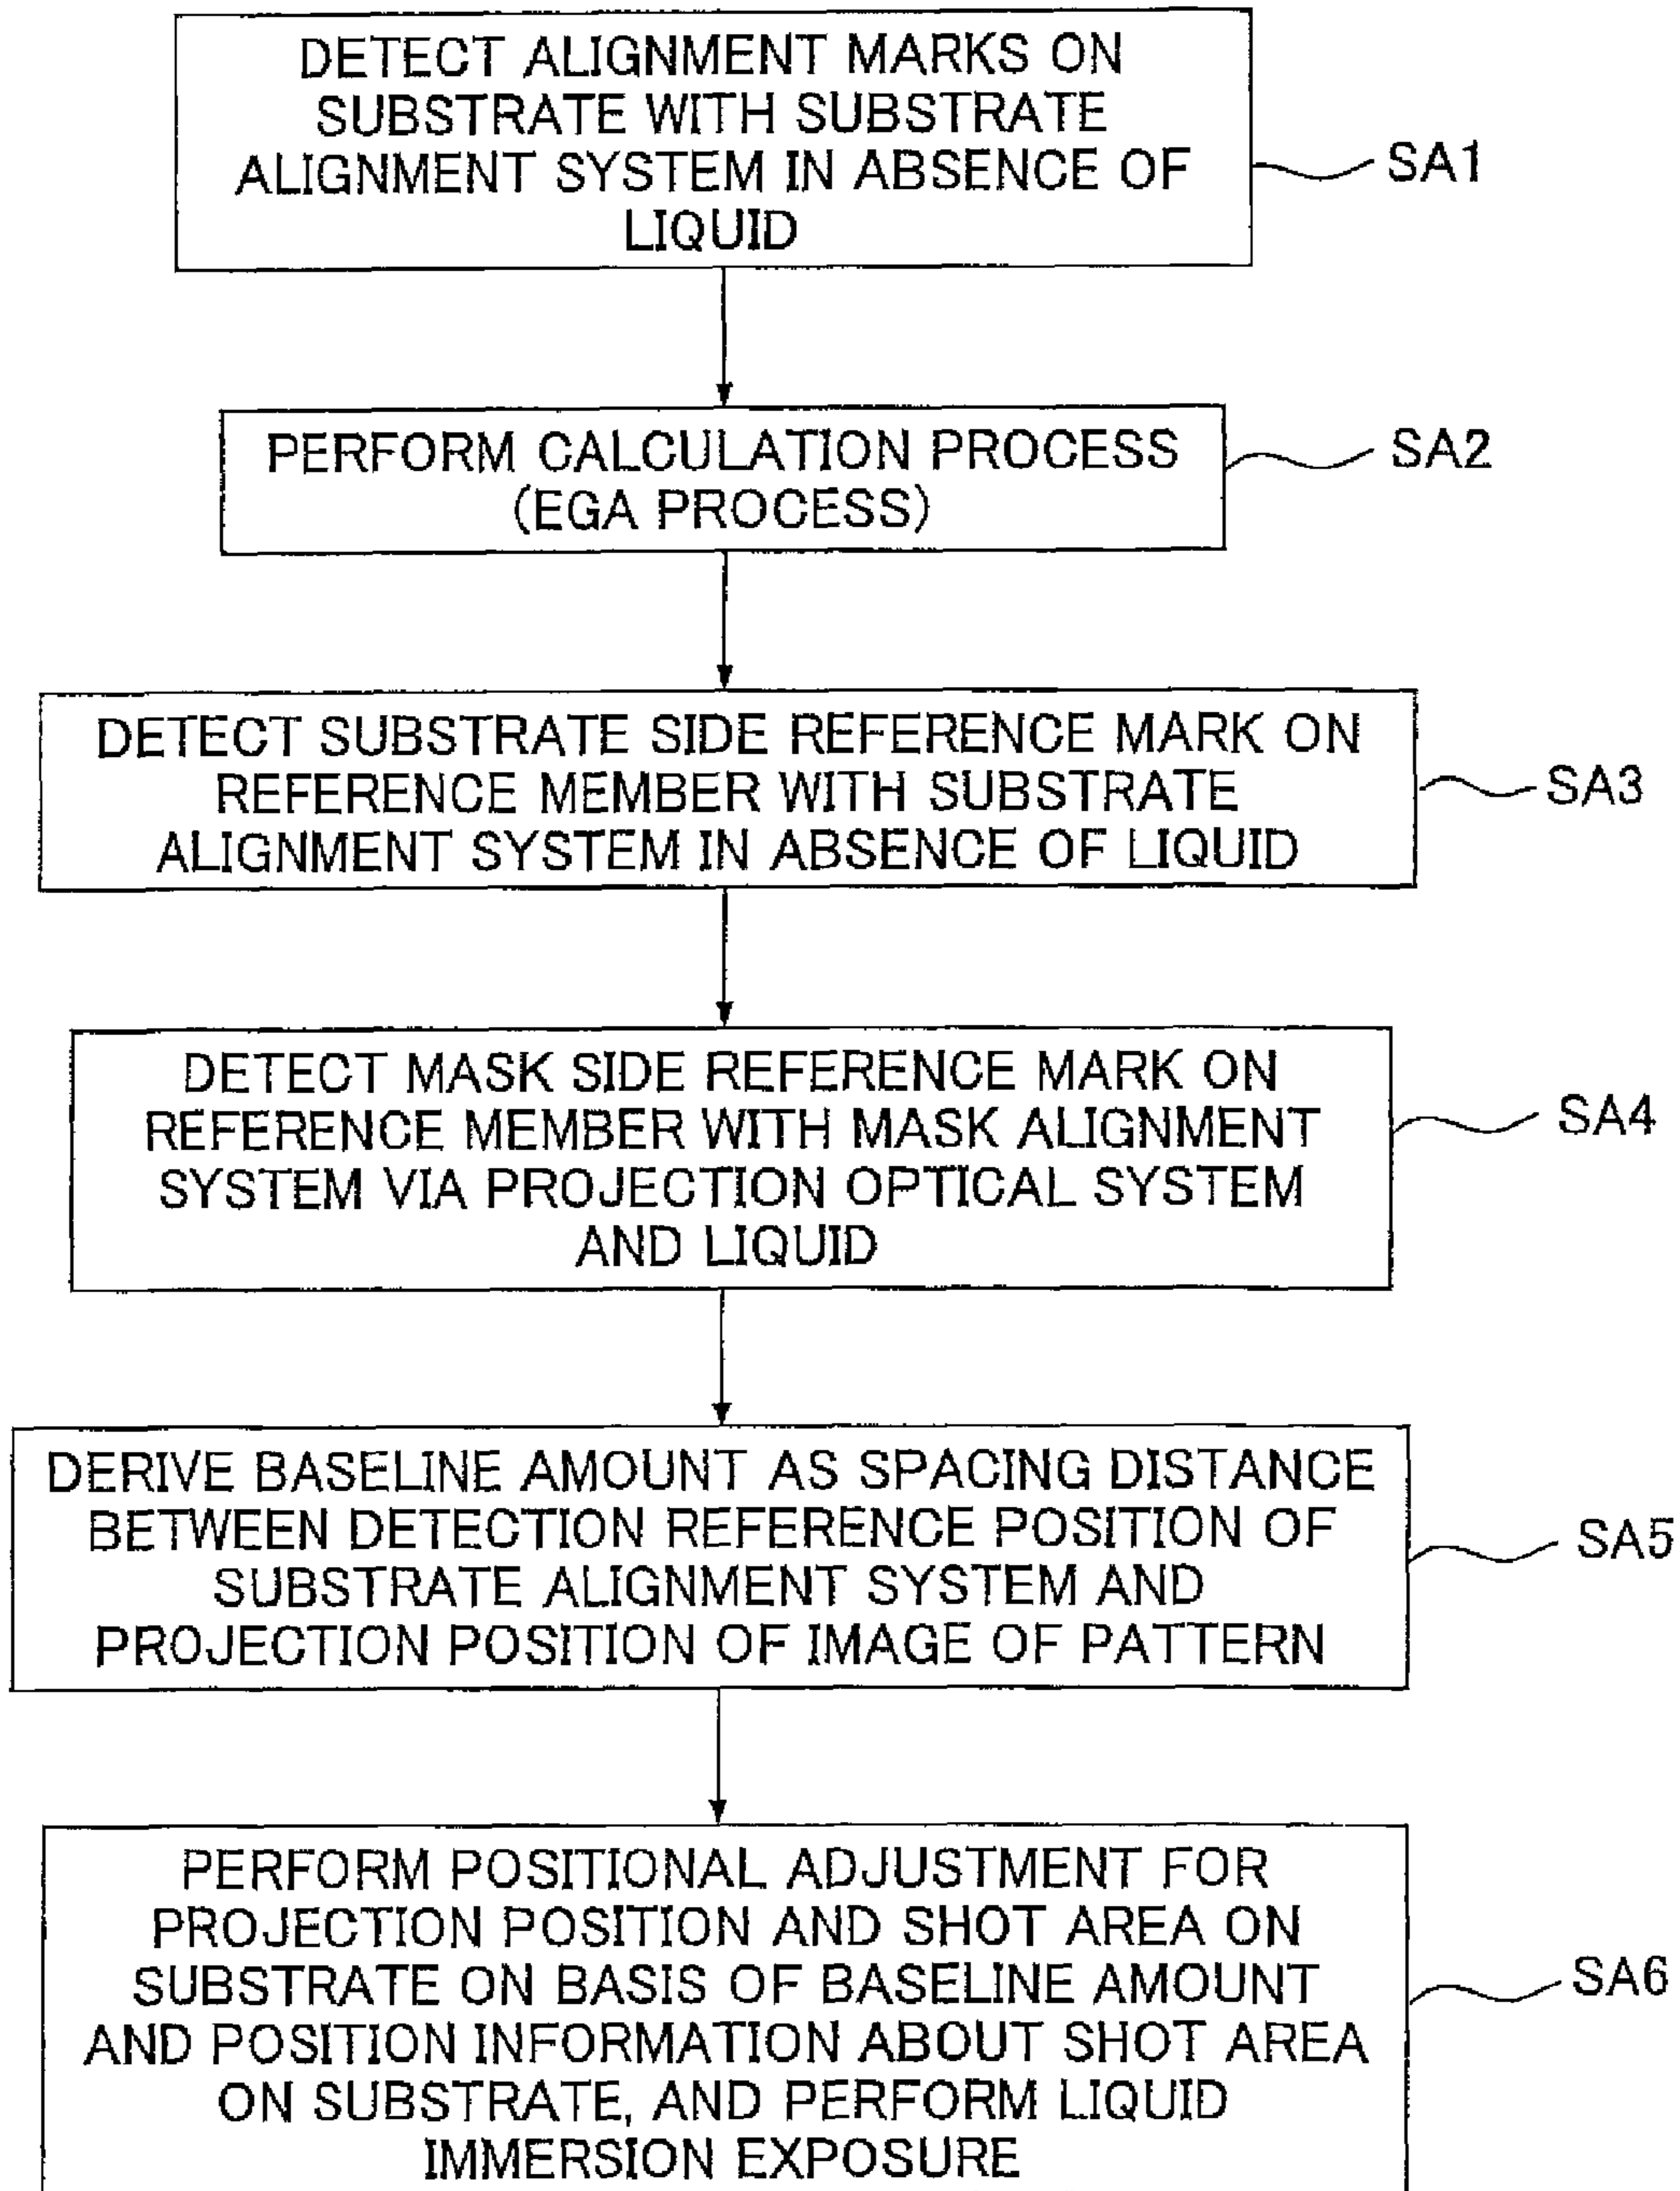 DETECT ALIGNMENT MARKS ON
SUBSTRATE WITH SUBSTRATE
ALIGNMENT SYSTEM IN ABSENCE OF
LIQUID
SA1
PERFORM CALCULATION PROCESS
(EGA PROCESS)
SA2
DETECT SUBSTRATE SIDE REFERENCE MARK ON
REFERENCE MEMBER WITH SUBSTRATE
ALIGNMENT SYSTEM IN ABSENCE OF LIQUID
SA3
DETECT MASK SIDE REFERENCE MARK ON
REFERENCE MEMBER WITH MASK ALIGNMENT
SYSTEM VIA PROJECTION OPTICAL SYSTEM
AND LIQUID
SA4
DERIVE BASELINE AMOUNT AS SPACING DISTANCE
BETWEEN DETECTION REFERENCE POSITION OF
SUBSTRATE ALIGNMENT SYSTEM AND
PROJECTION POSITION OF IMAGE OF PATTERN
SA5
PERFORM POSITIONAL ADJUSTMENT FOR
PROJECTION POSITION AND SHOT AREA ON
SUBSTRATE ON BASIS OF BASELINE AMOUNT
AND POSITION INFORMATION ABOUT SHOT AREA
ON SUBSTRATE, AND PERFORM LIQUID
IMMERSION EXPOSURE
SA6